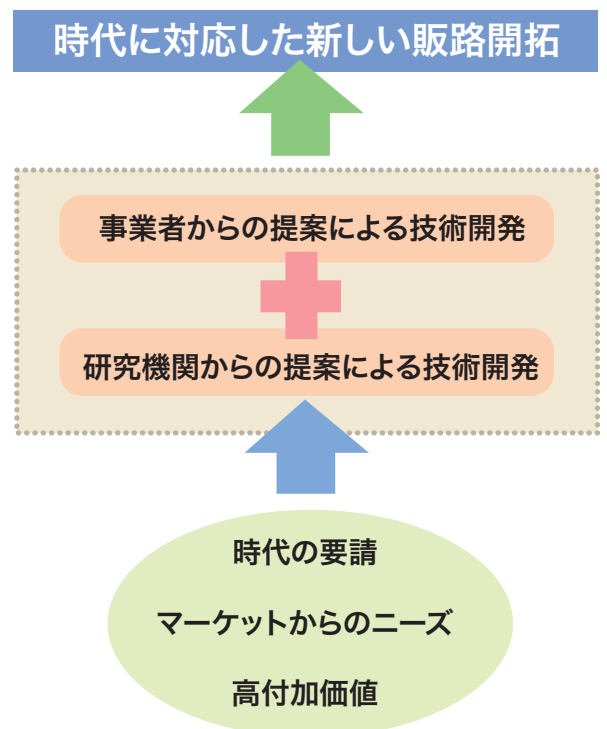 時代に対応した新しい販路開拓
事業者からの提案による技術開発
研究機関からの提案による技術開発
時代の要請
マーケットからのニーズ
高付加価値